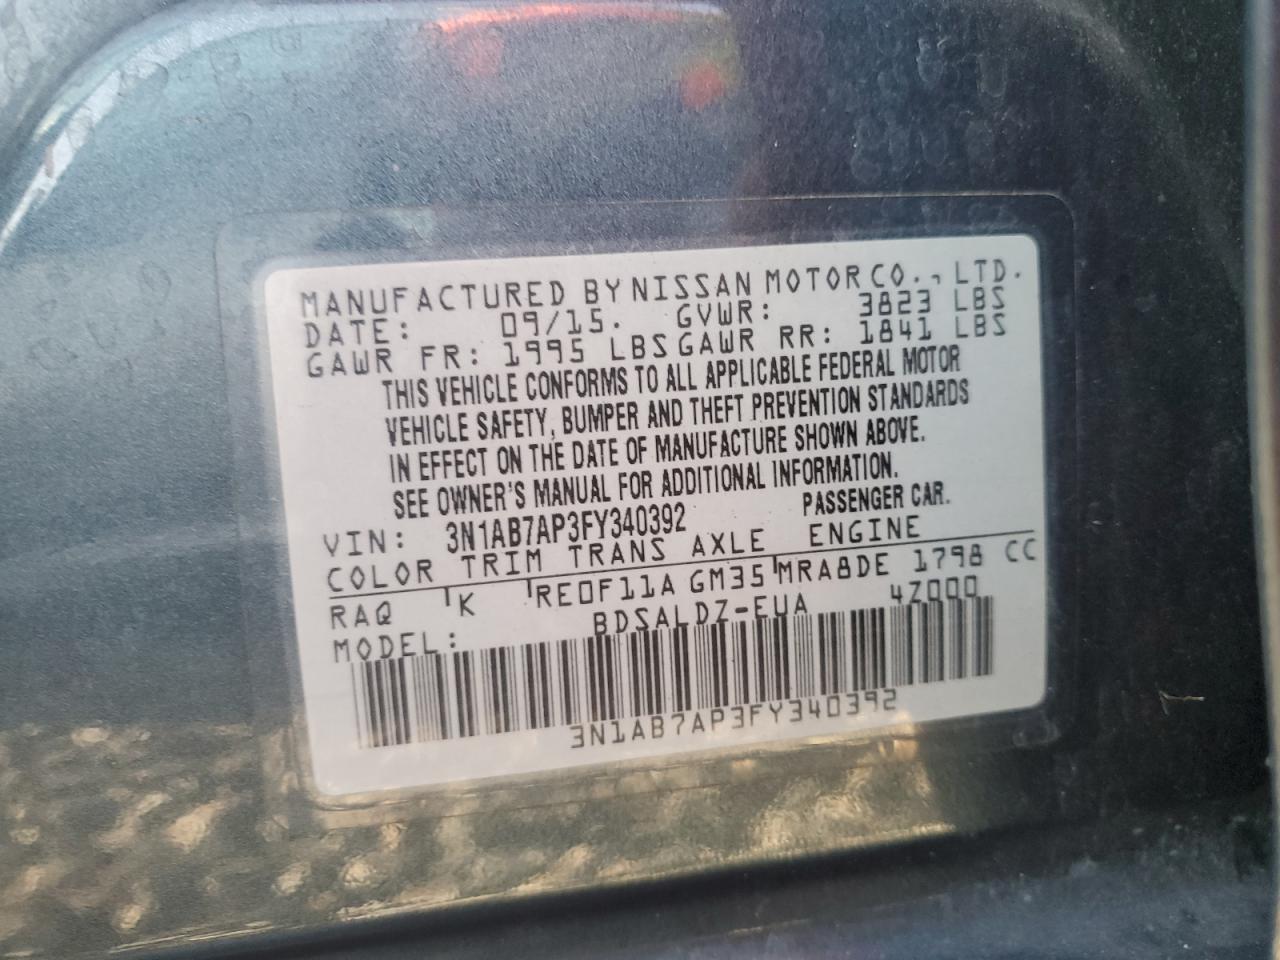 MANUFACTURED BY NISSAN MOTOR CO., LTD.
DATE: 09/15. GVWR: 3823 LBS
GAWR FR: 1995 LBS GAWR RR: 1841 LBS
THIS VEHICLE CONFORMS TO ALL APPLICABLE FEDERAL MOTOR
VEHICLE SAFETY, BUMPER AND THEFT PREVENTION STANDARDS
IN EFFECT ON THE DATE OF MANUFACTURE SHOWN ABOVE.
SEE OWNER'S MANUAL FOR ADDITIONAL INFORMATION.
VIN: 3N1AB7AP3FY340392 PASSENGER CAR.
COLOR TRIM TRANS AXLE ENGINE
RAQ K RE0F11A GM35 MRA8DE 1798 CC
MODEL: BDSALDZ-EUA 4Z000
3N1AB7AP3FY340392